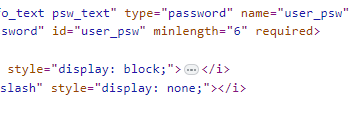 o_text psw_text" type="password" name="user_psw"
sword" id="user_psw" minlength="6" required>
style="display: block;">…</i>
slash" style="display: none;"></i>